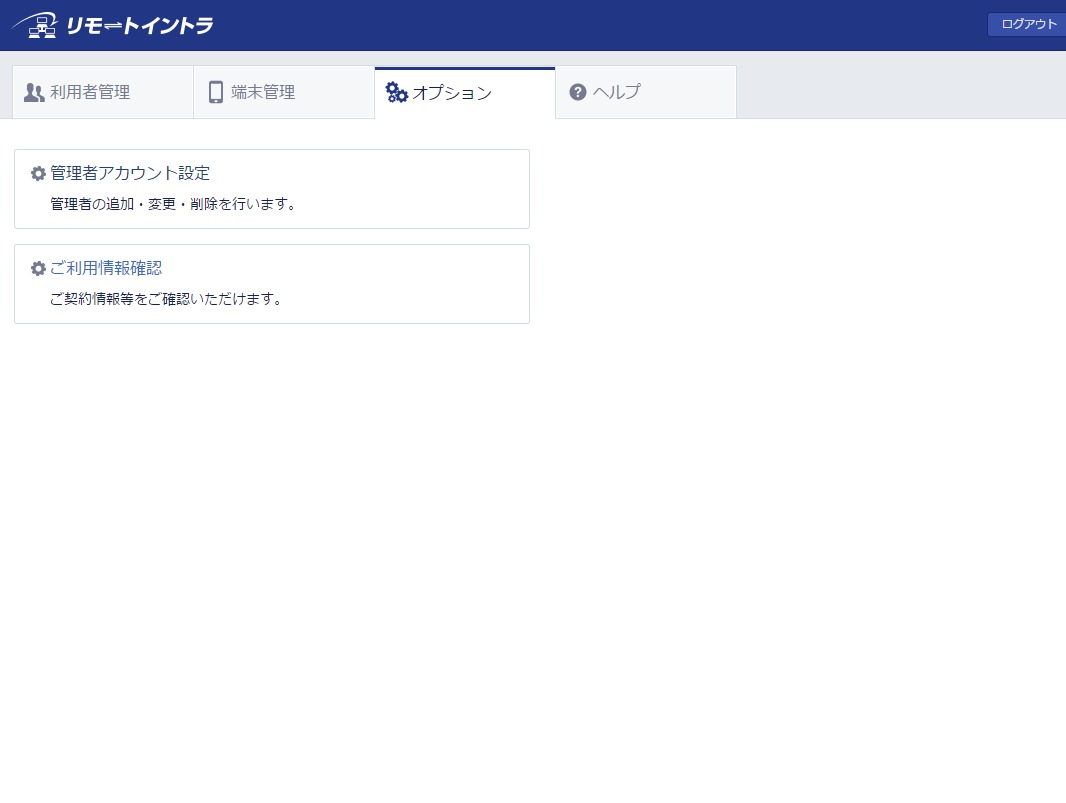 リモートイントラ
ログアウト
利用者管理
端末管理
オプション
ヘルプ
管理者アカウント設定
管理者の追加・変更・削除を行います。
ご利用情報確認
ご契約情報等をご確認いただけます。